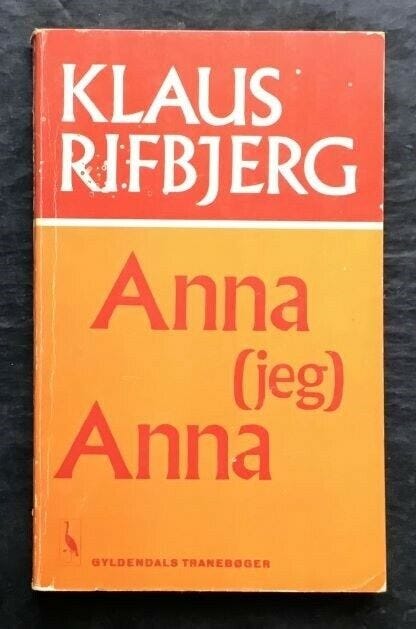 KLAUS
RIFBJERG
Anna
(jeg)
Anna
GYLDENDALS TRANEBØGER